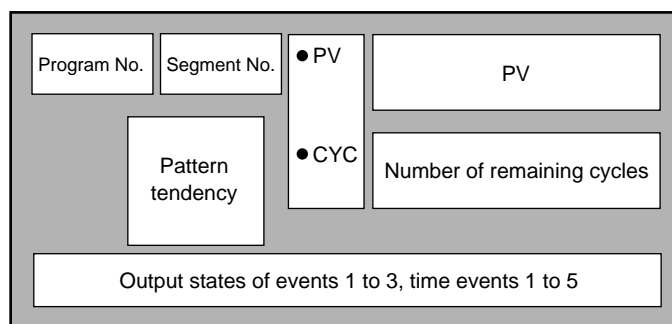 Program No.
Segment No.
PV
PV
Pattern
tendency
CYC
Number of remaining cycles
Output states of events 1 to 3, time events 1 to 5